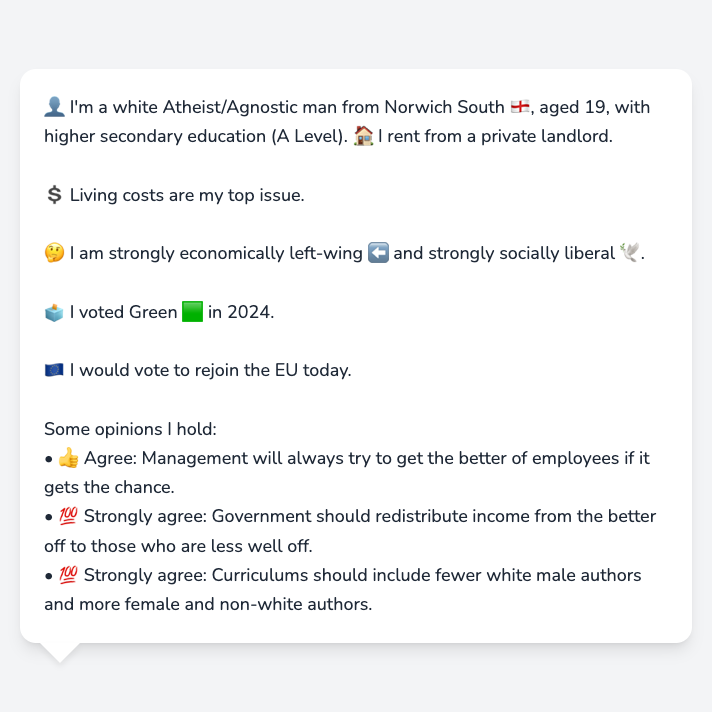 👤 I'm a white Atheist/Agnostic man from Norwich South 🏴󠁧󠁢󠁥󠁮󠁧󠁿, aged 19, with
higher secondary education (A Level). 🏠 I rent from a private landlord.
💲 Living costs are my top issue.
🤔 I am strongly economically left-wing ⬅️ and strongly socially liberal 🕊️.
🗳️ I voted Green 🟩 in 2024.
🇪🇺 I would vote to rejoin the EU today.
Some opinions I hold:
• 👍 Agree: Management will always try to get the better of employees if it
gets the chance.
• 💯 Strongly agree: Government should redistribute income from the better
off to those who are less well off.
• 💯 Strongly agree: Curriculums should include fewer white male authors
and more female and non-white authors.